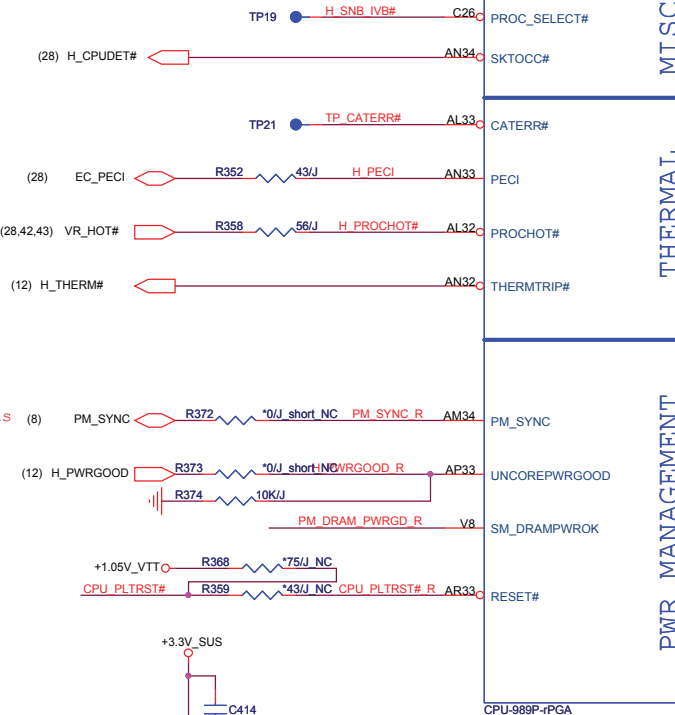 TP19 H_SNB_IVB# C26 PROC_SELECT#
(28) H_CPUDET# AN34 SKTOCC#
MISC
TP21 TP_CATERR# AL33 CATERR#
(28) EC_PECI R352 43/J H_PECI AN33 PECI
(28,42,43) VR_HOT# R358 56/J H_PROCHOT# AL32 PROCHOT#
(12) H_THERM# AN32 THERMTRIP#
THERMAL
S (8) PM_SYNC R372 *0/J_short_NC PM_SYNC_R AM34 PM_SYNC
(12) H_PWRGOOD R373 *0/J_short_NC H_PWRGOOD_R AP33 UNCOREPWRGOOD
R374 10K/J
PM_DRAM_PWRGD_R V8 SM_DRAMPWROK
+1.05V_VTT R368 *75/J_NC
CPU_PLTRST# R359 *43/J_NC CPU_PLTRST#_R AR33 RESET#
PWR MANAGEMENT
+3.3V_SUS
C414
CPU-989P-rPGA